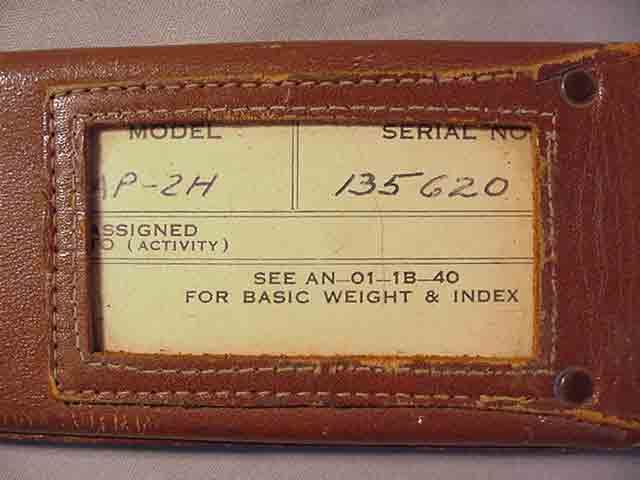 MODEL SERIAL NO
AP-2H 135620
ASSIGNED
TO (ACTIVITY)
SEE AN-01-1B-40
FOR BASIC WEIGHT & INDEX